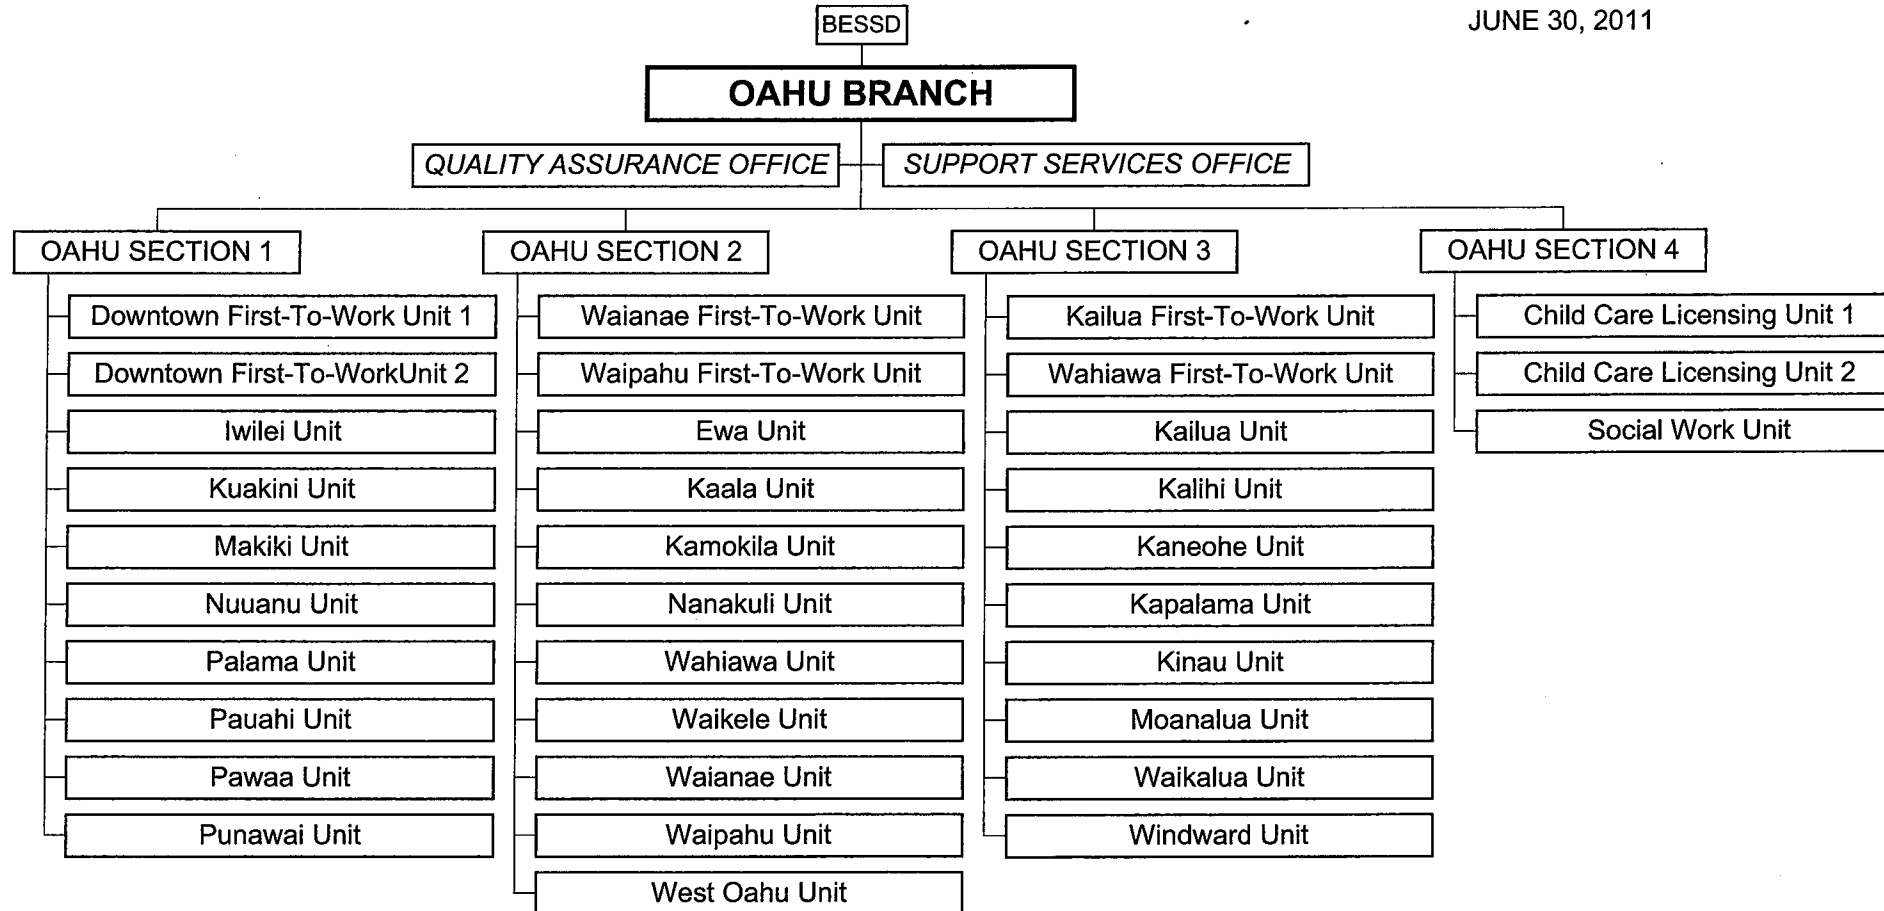 BESSD
JUNE 30, 2011
OAHU BRANCH
QUALITY ASSURANCE OFFICE
SUPPORT SERVICES OFFICE
OAHU SECTION 1
Downtown First-To-Work Unit 1
Downtown First-To-WorkUnit 2
Iwilei Unit
Kuakini Unit
Makiki Unit
Nuuanu Unit
Palama Unit
Pauahi Unit
Pawaa Unit
Punawai Unit
OAHU SECTION 2
Waianae First-To-Work Unit
Waipahu First-To-Work Unit
Ewa Unit
Kaala Unit
Kamokila Unit
Nanakuli Unit
Wahiawa Unit
Waikele Unit
Waianae Unit
Waipahu Unit
West Oahu Unit
OAHU SECTION 3
Kailua First-To-Work Unit
Wahiawa First-To-Work Unit
Kailua Unit
Kalihi Unit
Kaneohe Unit
Kapalama Unit
Kinau Unit
Moanalua Unit
Waikalua Unit
Windward Unit
OAHU SECTION 4
Child Care Licensing Unit 1
Child Care Licensing Unit 2
Social Work Unit